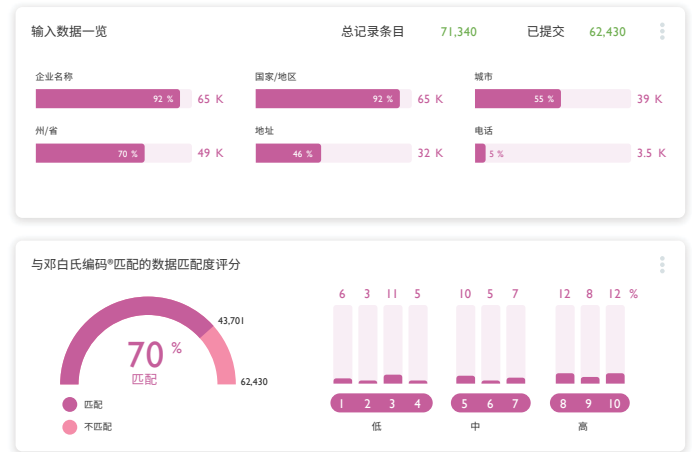 输入数据一览 总记录条目 71,340 已提交 62,430
企业名称 国家/地区 城市
92 % 65 K 92 % 65 K 55 % 39 K
州/省 地址 电话
70 % 49 K 46 % 32 K 5 % 3.5 K
与邓白氏编码®匹配的数据匹配度评分
6 3 11 5 10 5 7 12 8 12 %
43,701
70 %
匹配
62,430
匹配
不匹配
1 2 3 4 5 6 7 8 9 10
低 中 高